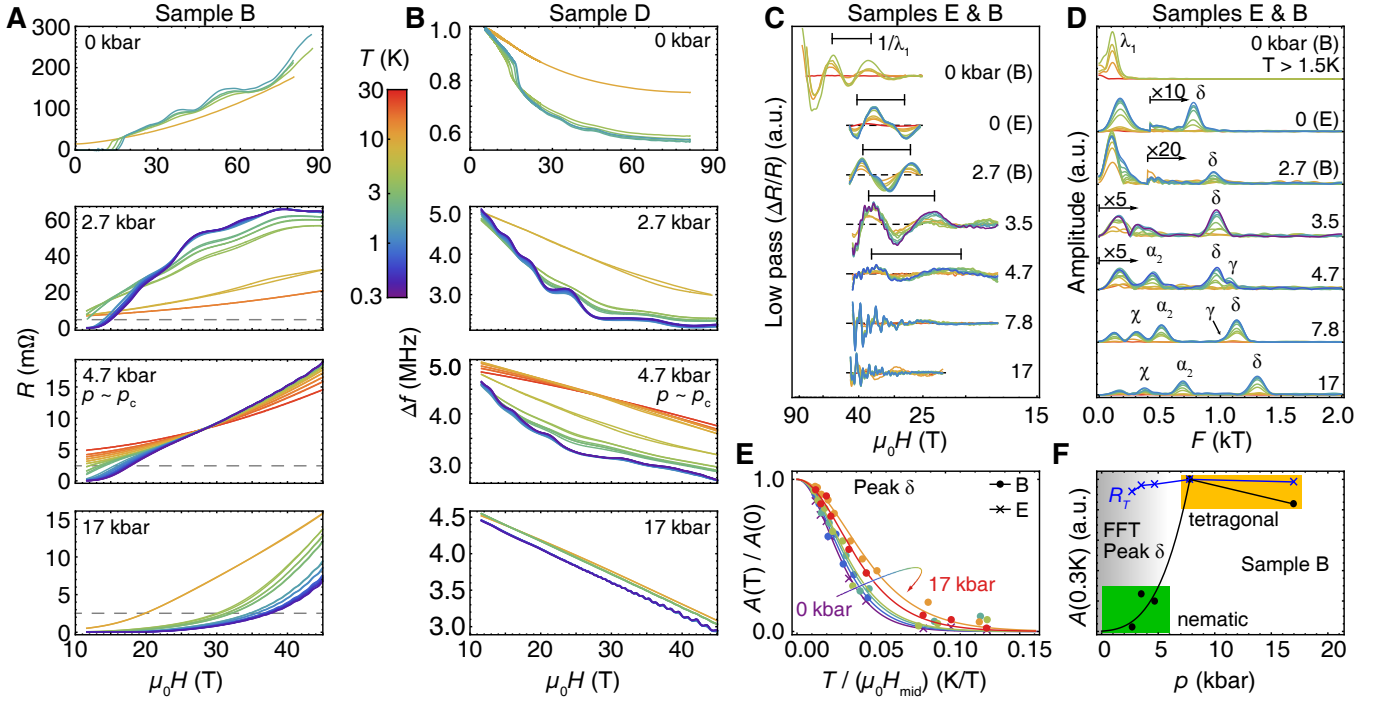 A
Sample B
0 kbar
300
200
100
0
0
30
60
90
2.7 kbar
60
40
20
0
4.7 kbar
p ~ p_c
15
10
5
0
17 kbar
15
10
5
0
10
20
30
40
R (mΩ)
μ₀H (T)
B
Sample D
0 kbar
1.0
0.8
0.6
0
30
60
90
T (K)
30
10
3
1
0.3
2.7 kbar
5.0
4.0
3.0
4.7 kbar
p ~ p_c
5.0
4.0
3.0
17 kbar
4.5
4.0
3.5
3.0
10
20
30
40
Δf (MHz)
μ₀H (T)
C
Samples E & B
1/λ₁
0 kbar (B)
0 (E)
2.7 (B)
3.5
4.7
7.8
17
90
40
25
15
Low pass (ΔR/R) (a.u.)
μ₀H (T)
D
Samples E & B
λ₁
0 kbar (B)
T > 1.5K
×10
δ
0 (E)
×20
δ
2.7 (B)
×5
δ
3.5
×5
α₂
δ
γ
4.7
χ
α₂
γ
δ
7.8
χ
α₂
δ
17
0.0
0.5
1.0
1.5
2.0
Amplitude (a.u.)
F (kT)
E
Peak δ
B
E
1.0
0.0
17 kbar
0 kbar
0.00
0.05
0.10
0.15
A(T) / A(0)
T / (μ₀H_mid) (K/T)
F
R_T
FFT
Peak δ
tetragonal
Sample B
nematic
0
5
10
15
20
A(0.3K) (a.u.)
p (kbar)